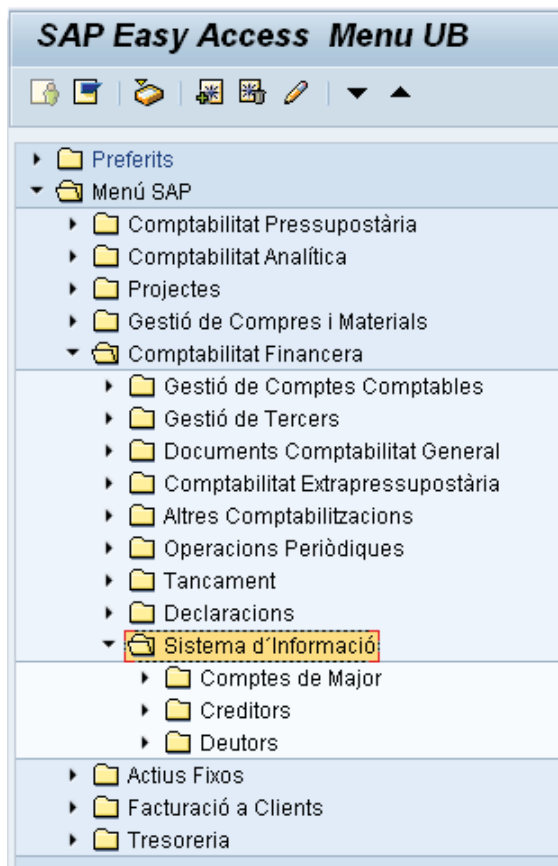 SAP Easy Access Menu UB
Preferits
Menú SAP
Comptabilitat Pressupostària
Comptabilitat Analítica
Projectes
Gestió de Compres i Materials
Comptabilitat Financera
Gestió de Comptes Comptables
Gestió de Tercers
Documents Comptabilitat General
Comptabilitat Extrapressupostària
Altres Comptabilitzacions
Operacions Periòdiques
Tancament
Declaracions
Sistema d´Informació
Comptes de Major
Creditors
Deutors
Actius Fixos
Facturació a Clients
Tresoreria